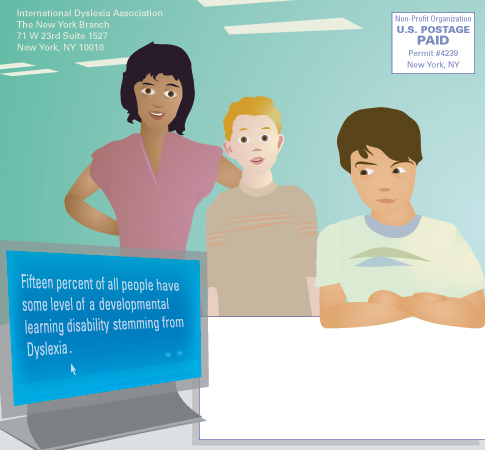 International Dyslexia Association
The New York Branch
71 W 23rd Suite 1527
New York, NY 10010
Non-Profit Organization
U.S. POSTAGE
PAID
Permit #4239
New York, NY
Fifteen percent of all people have
some level of a developmental
learning disability stemming from
Dyslexia.